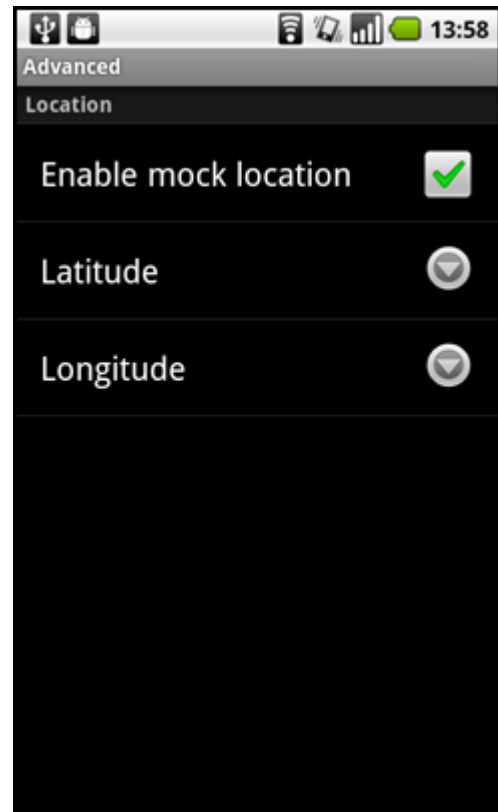 13:58
Advanced
Location
Enable mock location
Latitude
Longitude